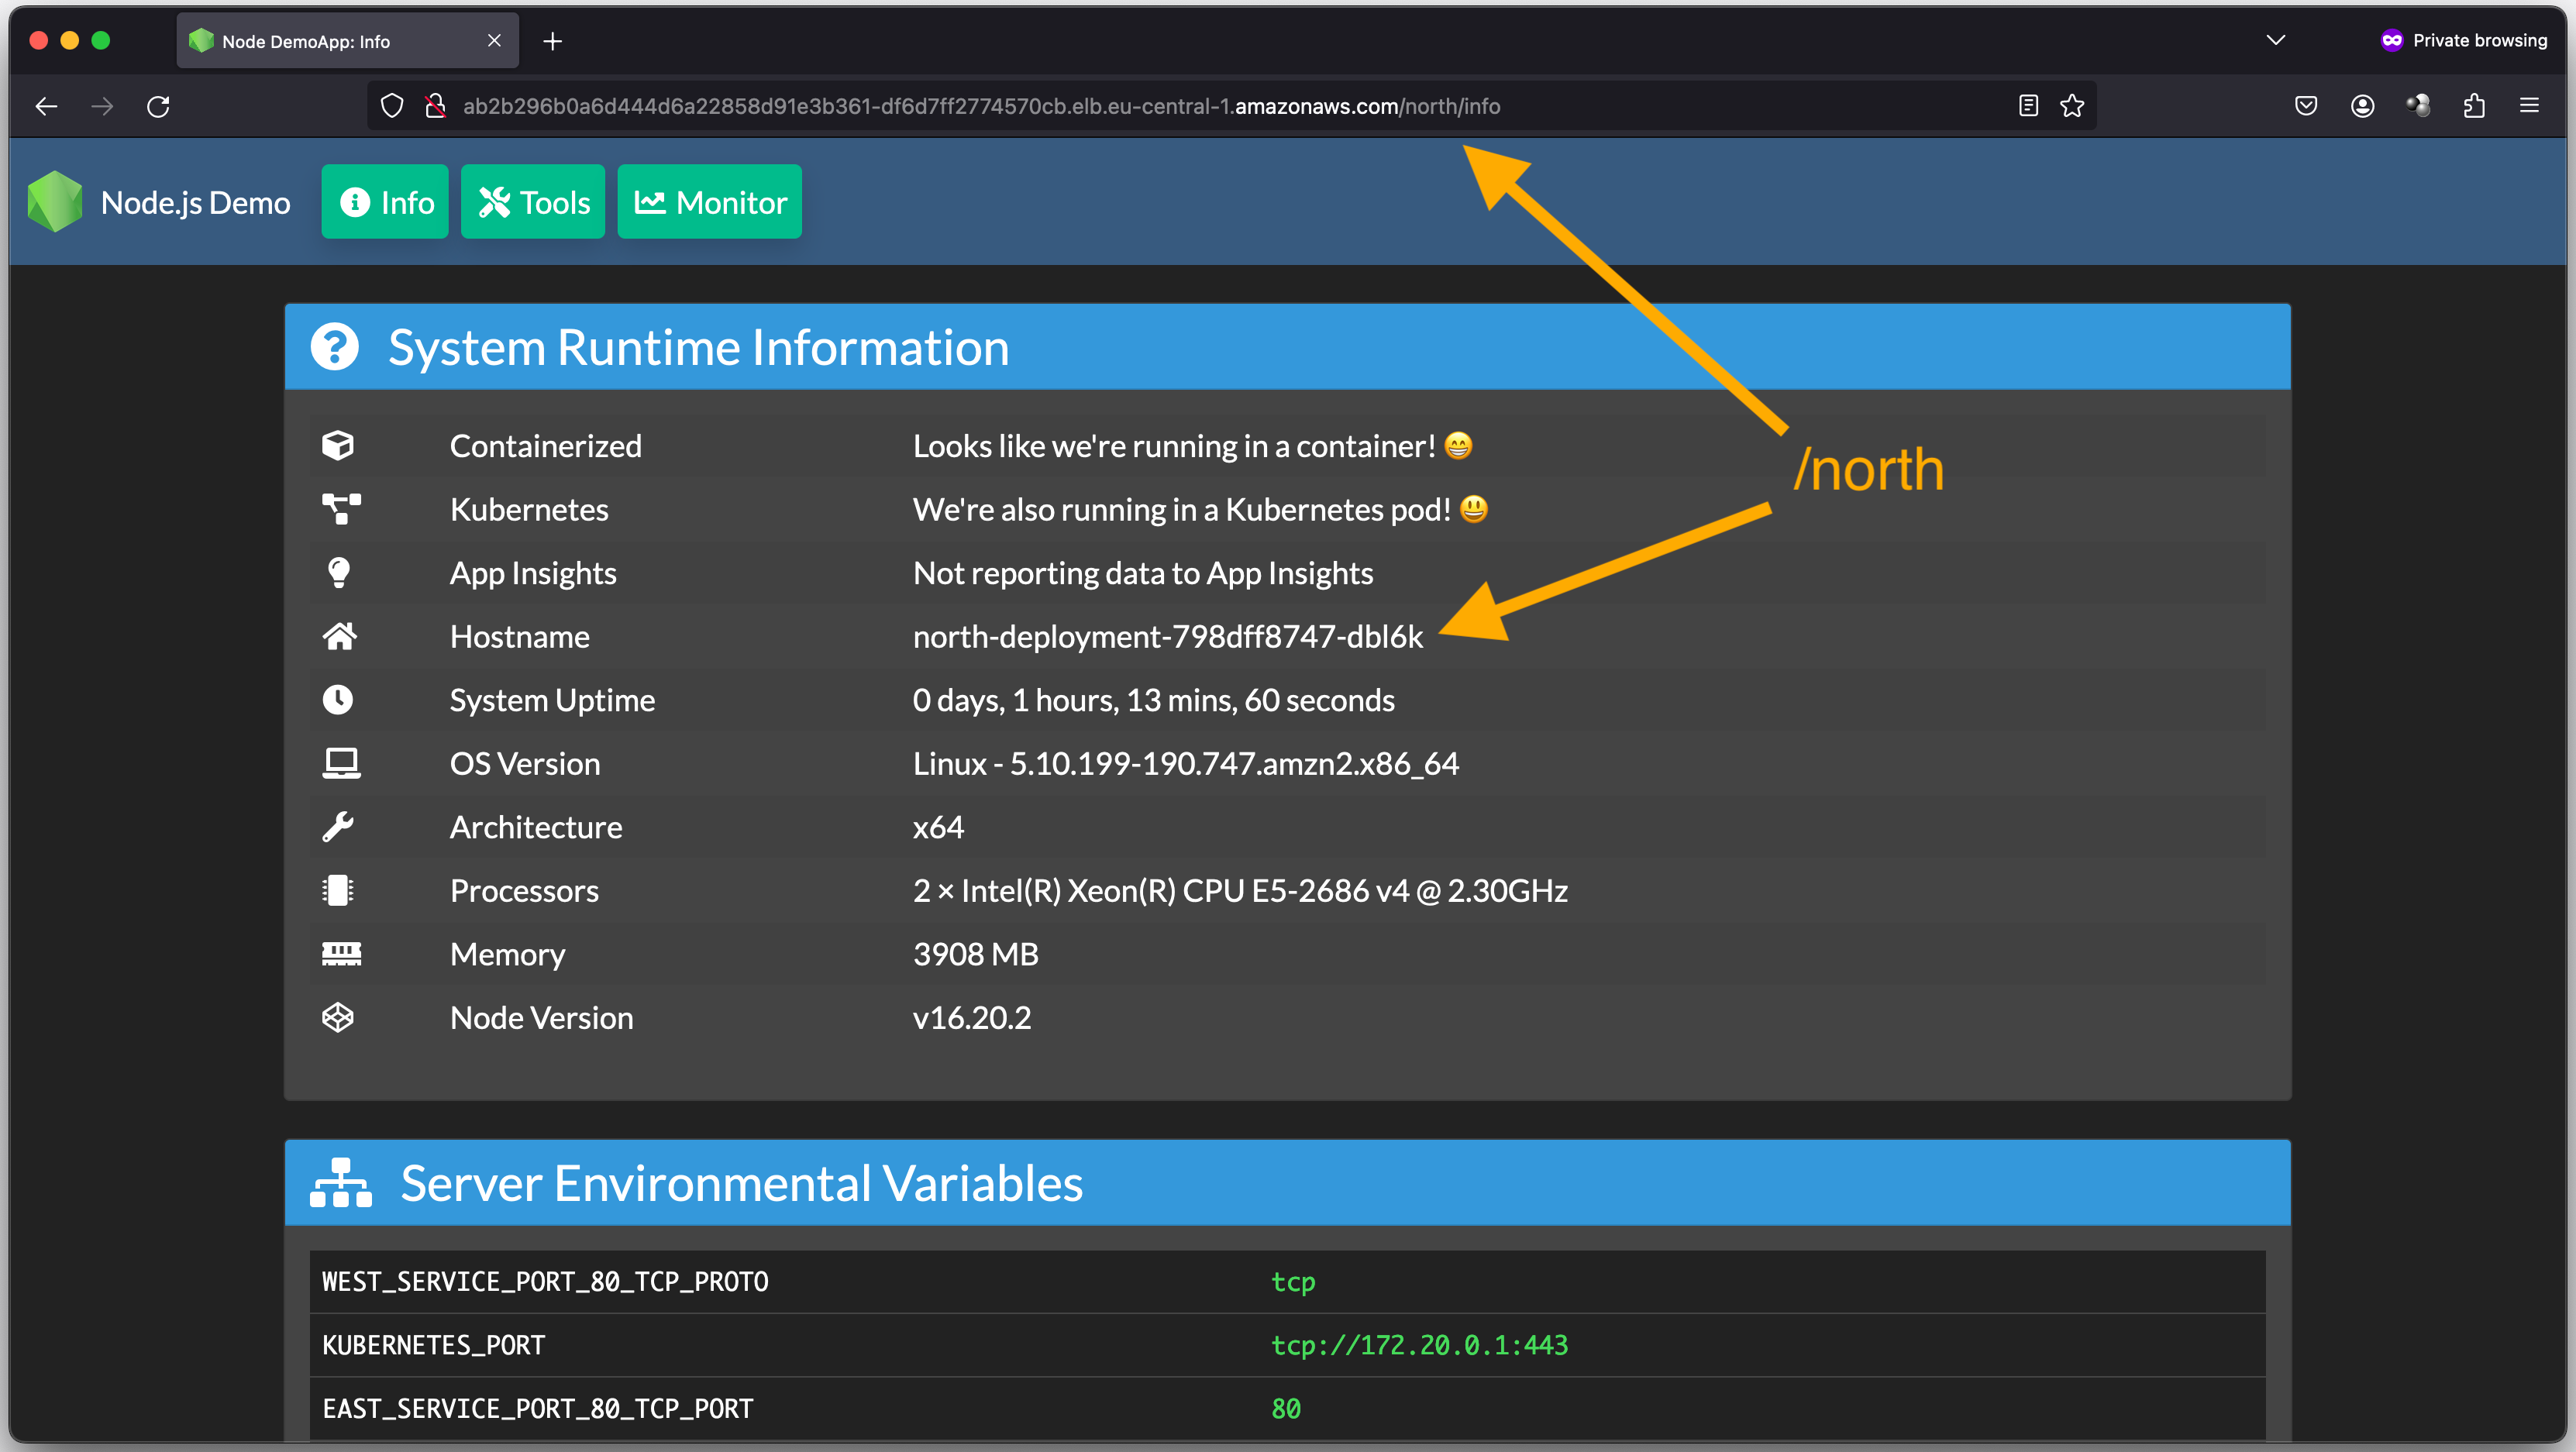 Node DemoApp: Info
Private browsing
ab2b296b0a6d444d6a22858d91e3b361-df6d7ff2774570cb.elb.eu-central-1.amazonaws.com/north/info
Node.js Demo Info Tools Monitor
System Runtime Information
Containerized Looks like we're running in a container! 😁
/north
Kubernetes We're also running in a Kubernetes pod! 😃
App Insights Not reporting data to App Insights
Hostname north-deployment-798dff8747-dbl6k
System Uptime 0 days, 1 hours, 13 mins, 60 seconds
OS Version Linux - 5.10.199-190.747.amzn2.x86_64
Architecture x64
Processors 2 × Intel(R) Xeon(R) CPU E5-2686 v4 @ 2.30GHz
Memory 3908 MB
Node Version v16.20.2
Server Environmental Variables
WEST_SERVICE_PORT_80_TCP_PROTO tcp
KUBERNETES_PORT tcp://172.20.0.1:443
EAST_SERVICE_PORT_80_TCP_PORT 80